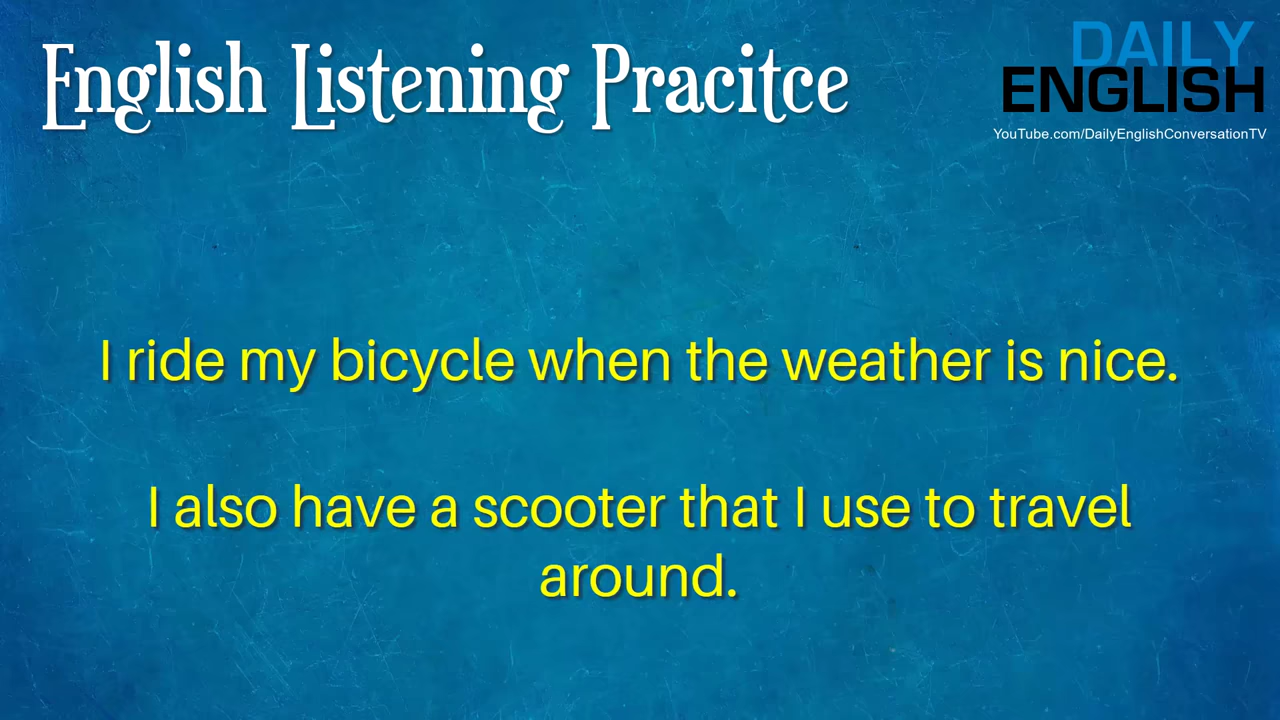 English Listening Pracitce
DAILY
ENGLISH
YouTube.com/DailyEnglishConversationTV
I ride my bicycle when the weather is nice.
I also have a scooter that I use to travel
around.